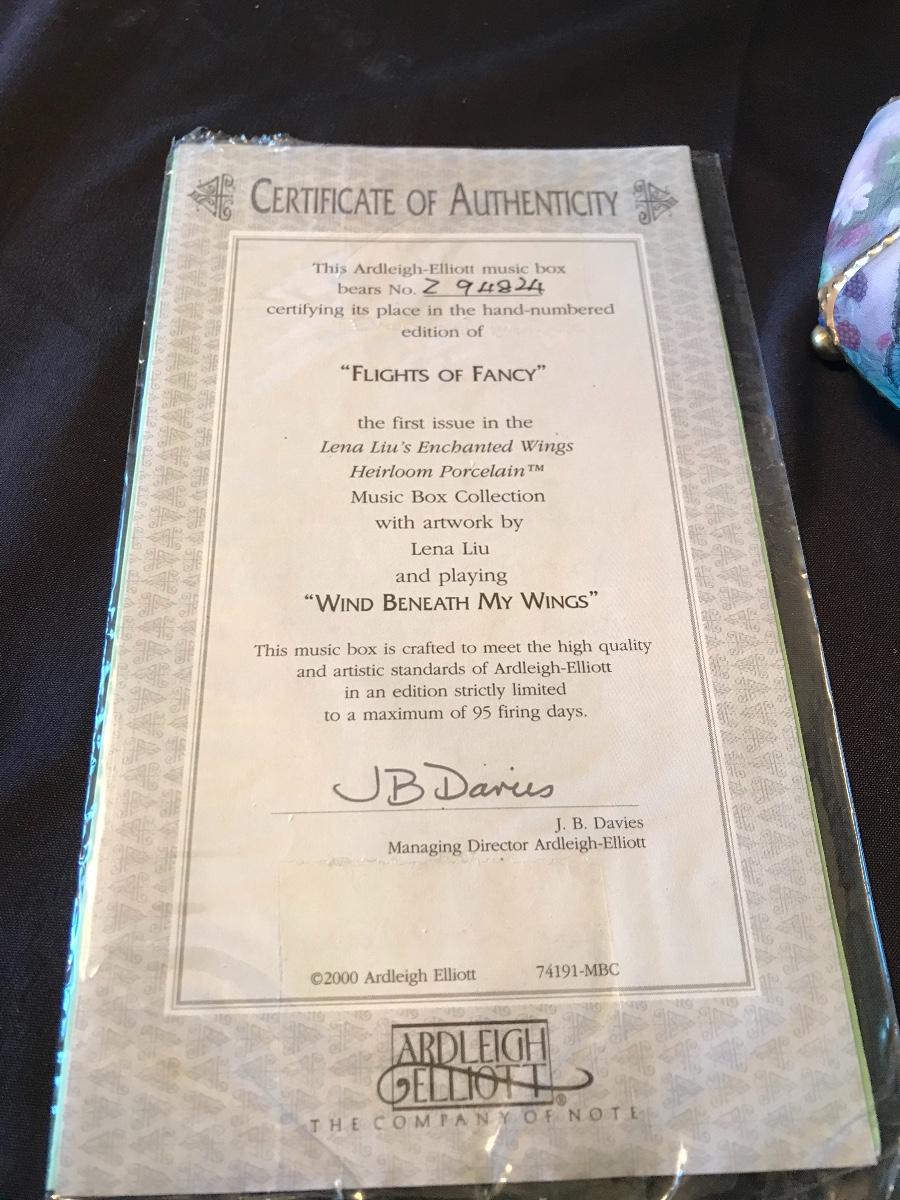 CERTIFICATE OF AUTHENTICITY
This Ardleigh-Elliott music box
bears No. Z 94824
certifying its place in the hand-numbered
edition of
"FLIGHTS OF FANCY"
the first issue in the
Lena Liu's Enchanted Wings
Heirloom Porcelain™
Music Box Collection
with artwork by
Lena Liu
and playing
"WIND BENEATH MY WINGS"
This music box is crafted to meet the high quality
and artistic standards of Ardleigh-Elliott
in an edition strictly limited
to a maximum of 95 firing days.
JB Davies
J. B. Davies
Managing Director Ardleigh-Elliott
©2000 Ardleigh Elliott 74191-MBC
ARDLEIGH
ELLIOTT®
THE COMPANY OF NOTE